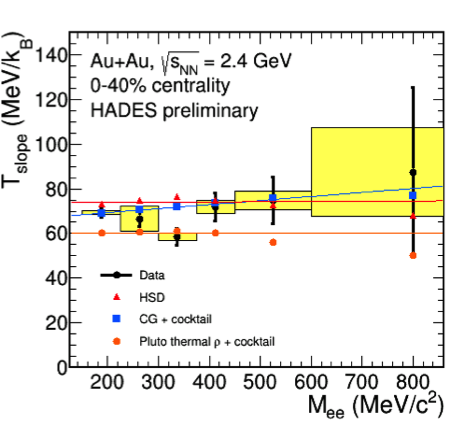 T_slope (MeV/k_B)
140
120
100
80
60
40
20
0
Au+Au, √s_NN = 2.4 GeV
0-40% centrality
HADES preliminary
Data
HSD
CG + cocktail
Pluto thermal ρ + cocktail
200 300 400 500 600 700 800
M_ee (MeV/c²)